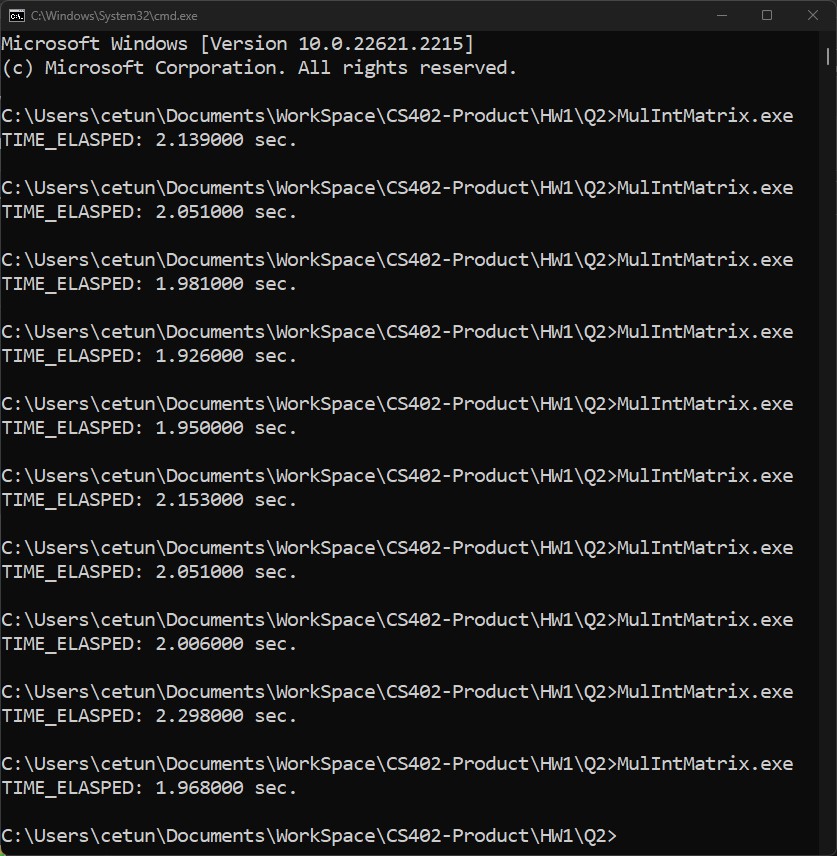 C:\Windows\System32\cmd.exe
Microsoft Windows [Version 10.0.22621.2215]
(c) Microsoft Corporation. All rights reserved.
C:\Users\cetun\Documents\WorkSpace\CS402-Product\HW1\Q2>MulIntMatrix.exe
TIME_ELASPED: 2.139000 sec.
C:\Users\cetun\Documents\WorkSpace\CS402-Product\HW1\Q2>MulIntMatrix.exe
TIME_ELASPED: 2.051000 sec.
C:\Users\cetun\Documents\WorkSpace\CS402-Product\HW1\Q2>MulIntMatrix.exe
TIME_ELASPED: 1.981000 sec.
C:\Users\cetun\Documents\WorkSpace\CS402-Product\HW1\Q2>MulIntMatrix.exe
TIME_ELASPED: 1.926000 sec.
C:\Users\cetun\Documents\WorkSpace\CS402-Product\HW1\Q2>MulIntMatrix.exe
TIME_ELASPED: 1.950000 sec.
C:\Users\cetun\Documents\WorkSpace\CS402-Product\HW1\Q2>MulIntMatrix.exe
TIME_ELASPED: 2.153000 sec.
C:\Users\cetun\Documents\WorkSpace\CS402-Product\HW1\Q2>MulIntMatrix.exe
TIME_ELASPED: 2.051000 sec.
C:\Users\cetun\Documents\WorkSpace\CS402-Product\HW1\Q2>MulIntMatrix.exe
TIME_ELASPED: 2.006000 sec.
C:\Users\cetun\Documents\WorkSpace\CS402-Product\HW1\Q2>MulIntMatrix.exe
TIME_ELASPED: 2.298000 sec.
C:\Users\cetun\Documents\WorkSpace\CS402-Product\HW1\Q2>MulIntMatrix.exe
TIME_ELASPED: 1.968000 sec.
C:\Users\cetun\Documents\WorkSpace\CS402-Product\HW1\Q2>